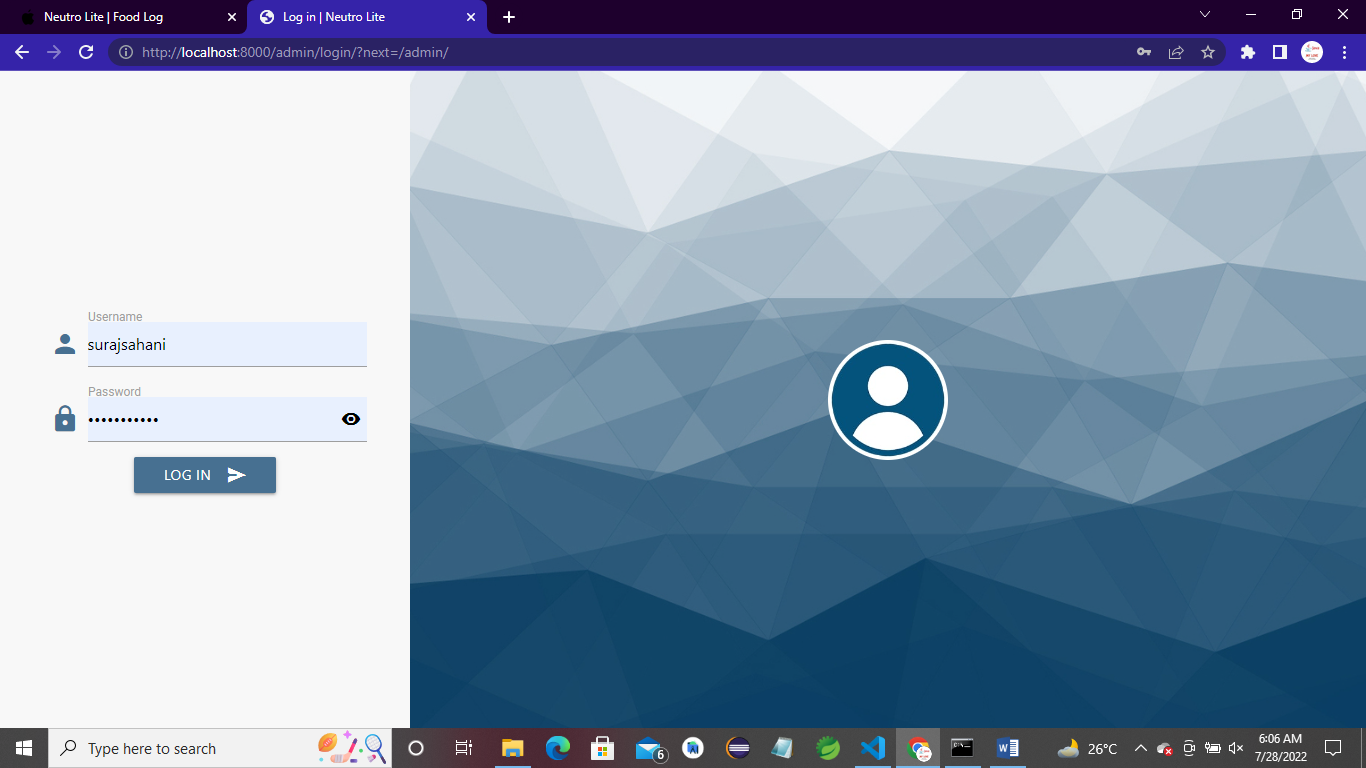 Neutro Lite | Food Log
Log in | Neutro Lite
http://localhost:8000/admin/login/?next=/admin/
Username
surajsahani
Password
•••••••••••
LOG IN
Type here to search
6
26°C
6:06 AM
7/28/2022